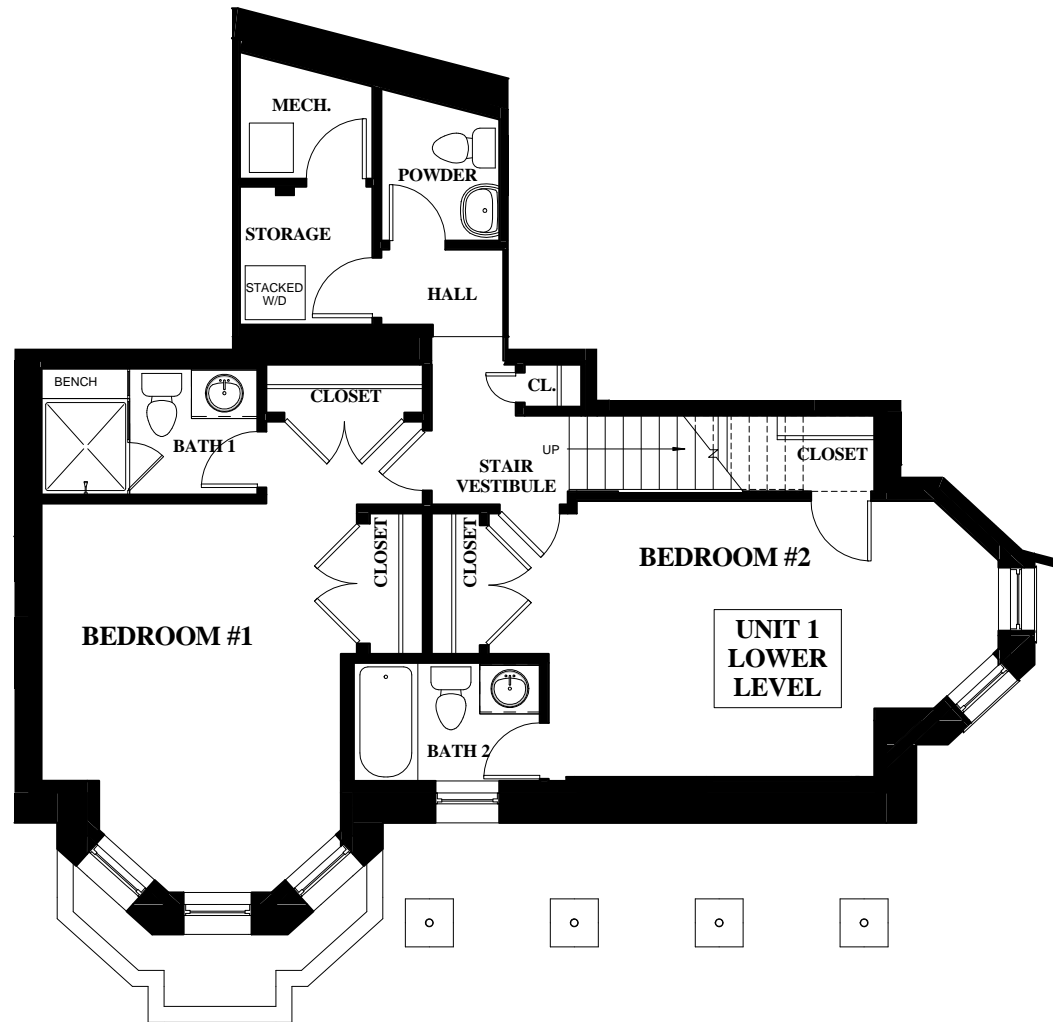 MECH.
POWDER
STORAGE
STACKED
W/D
HALL
BENCH
CLOSET
CL.
BATH 1
UP
STAIR
VESTIBULE
CLOSET
CLOSET
CLOSET
BEDROOM #2
BEDROOM #1
UNIT 1
LOWER
LEVEL
BATH 2